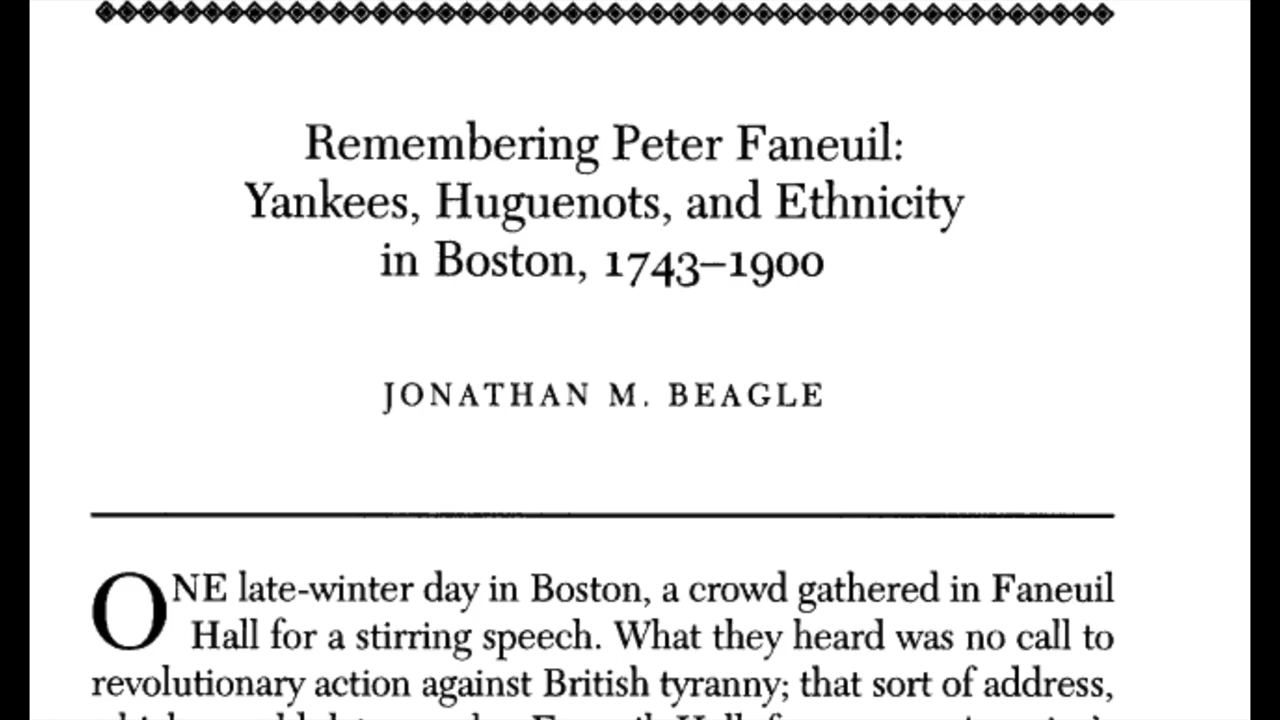 Remembering Peter Faneuil:
Yankees, Huguenots, and Ethnicity
in Boston, 1743–1900
JONATHAN M. BEAGLE
ONE late-winter day in Boston, a crowd gathered in Faneuil
Hall for a stirring speech. What they heard was no call to
revolutionary action against British tyranny; that sort of address,